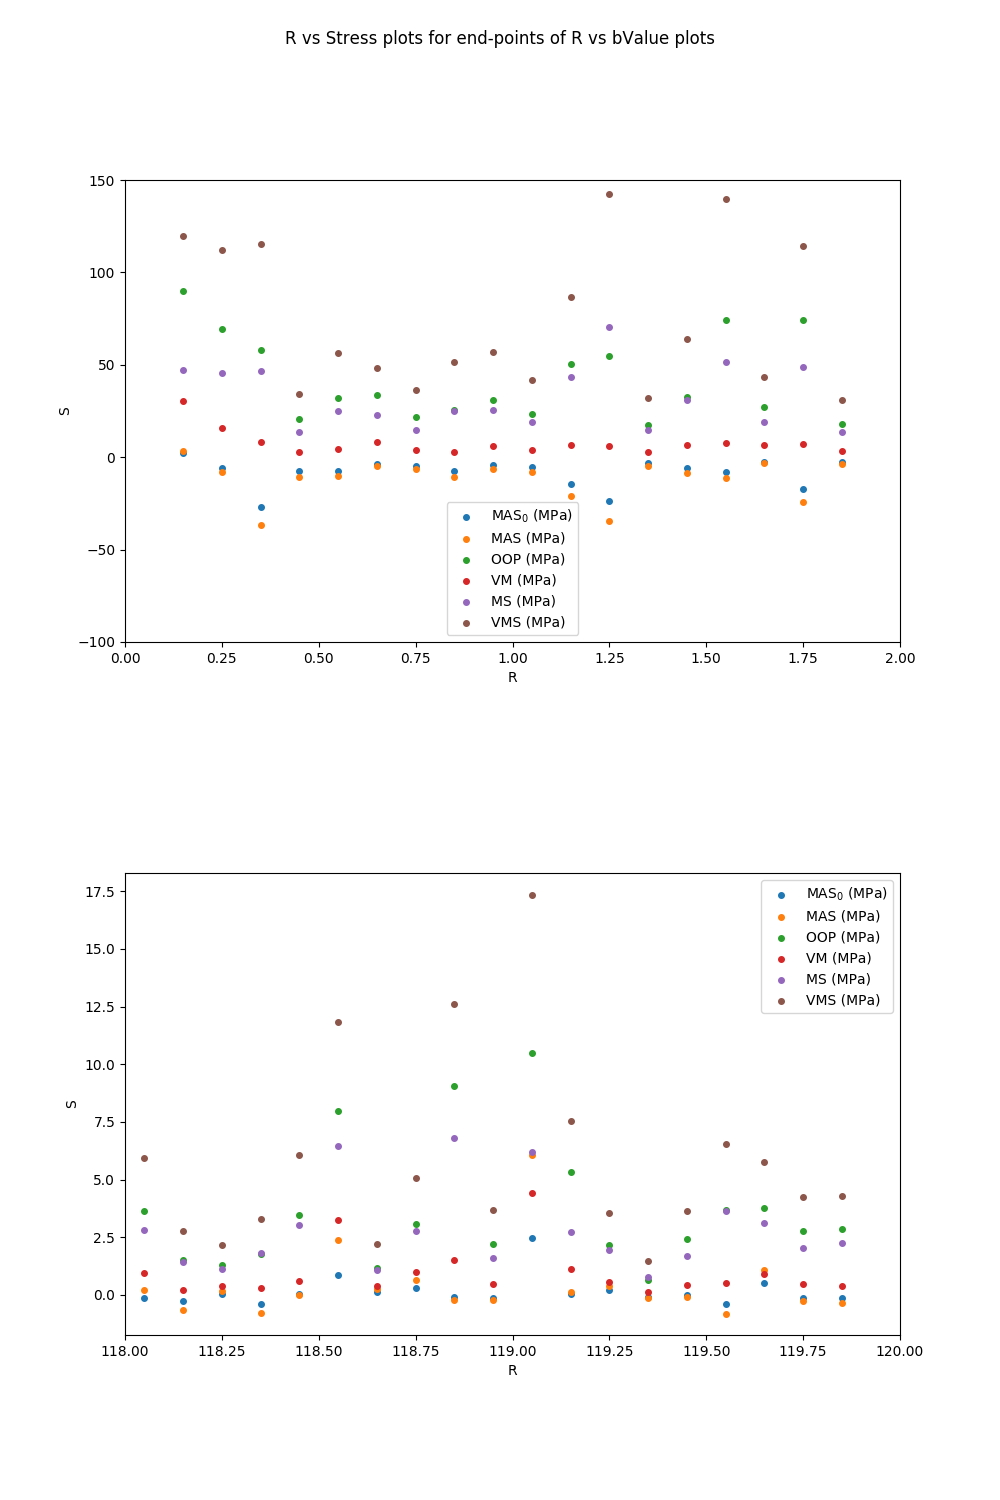 R vs Stress plots for end-points of R vs bValue plots
150
100
50
0
−50
−100
S
MAS₀ (MPa)
MAS (MPa)
OOP (MPa)
VM (MPa)
MS (MPa)
VMS (MPa)
0.00 0.25 0.50 0.75 1.00 1.25 1.50 1.75 2.00
R
17.5
15.0
12.5
10.0
7.5
5.0
2.5
0.0
S
MAS₀ (MPa)
MAS (MPa)
OOP (MPa)
VM (MPa)
MS (MPa)
VMS (MPa)
118.00 118.25 118.50 118.75 119.00 119.25 119.50 119.75 120.00
R